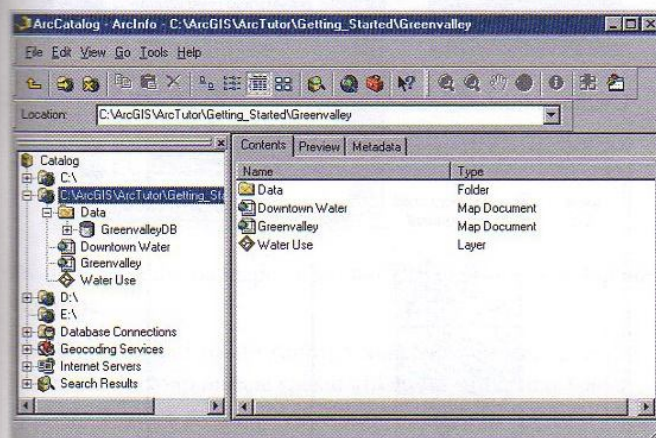 ArcCatalog - ArcInfo - C:\ArcGIS\ArcTutor\Getting_Started\Greenvalley
File Edit View Go Tools Help
Location: C:\ArcGIS\ArcTutor\Getting_Started\Greenvalley
Catalog
C:\
C:\ArcGIS\ArcTutor\Getting_Sta
Data
GreenvalleyDB
Downtown Water
Greenvalley
Water Use
D:\
E:\
Database Connections
Geocoding Services
Internet Servers
Search Results
Contents Preview Metadata
Name Type
Data Folder
Downtown Water Map Document
Greenvalley Map Document
Water Use Layer